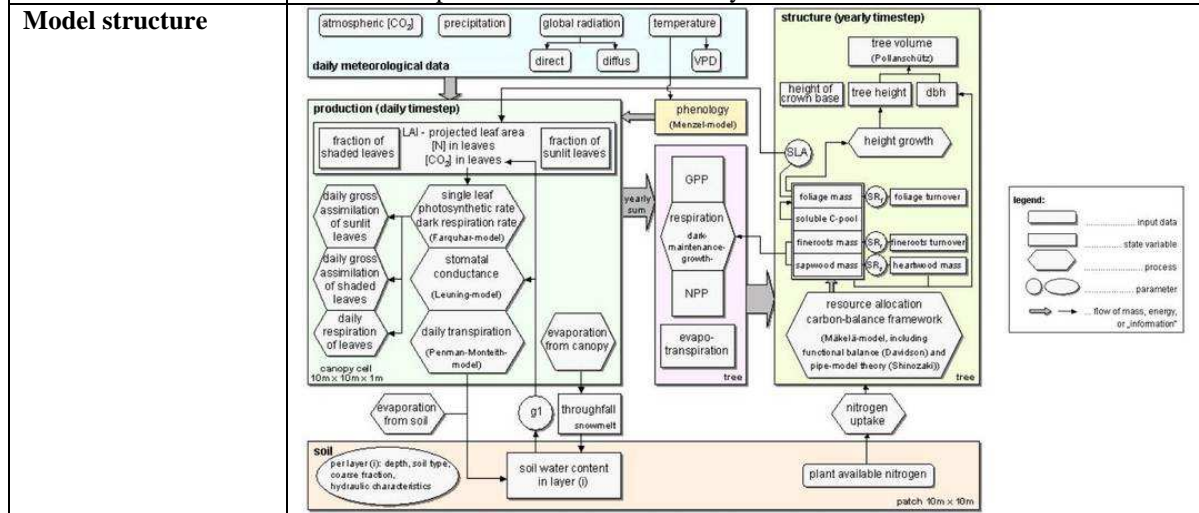 Model structure
atmospheric [CO2]
precipitation
global radiation
temperature
direct
diffus
VPD
daily meteorological data
structure (yearly timestep)
tree volume
(Pollanschütz)
height of
crown base
tree height
dbh
height growth
phenology
(Menzel-model)
production (daily timestep)
fraction of
shaded leaves
LAI - projected leaf area
[N] in leaves
[CO2] in leaves
fraction of
sunlit leaves
daily gross
assimilation
of sunlit
leaves
daily gross
assimilation
of shaded
leaves
daily
respiration
of leaves
single leaf
photosynthetic rate
dark respiration rate
(Farquhar-model)
stomatal
conductance
(Leuning-model)
daily transpiration
(Penman-Monteith-
model)
evaporation
from canopy
canopy cell
10m x 10m x 1m
yearly
sum
GPP
respiration
dark-
maintenance-
growth-
NPP
evapo-
transpiration
tree
SLA
foliage mass
soluble C-pool
fineroots mass
sapwood mass
SRf
foliage turnover
SRr
fineroots turnover
SRs
heartwood mass
resource allocation
carbon-balance framework
(Mäkelä-model, including
functional balance (Davidson) and
pipe-model theory (Shinozaki))
tree
evaporation
from soil
g1
throughfall
snowmelt
nitrogen
uptake
soil
per layer (i): depth, soil type,
coarse fraction,
hydraulic characteristics
soil water content
in layer (i)
plant available nitrogen
patch 10m x 10m
legend:
input data
state variable
process
parameter
... flow of mass, energy,
or „information"